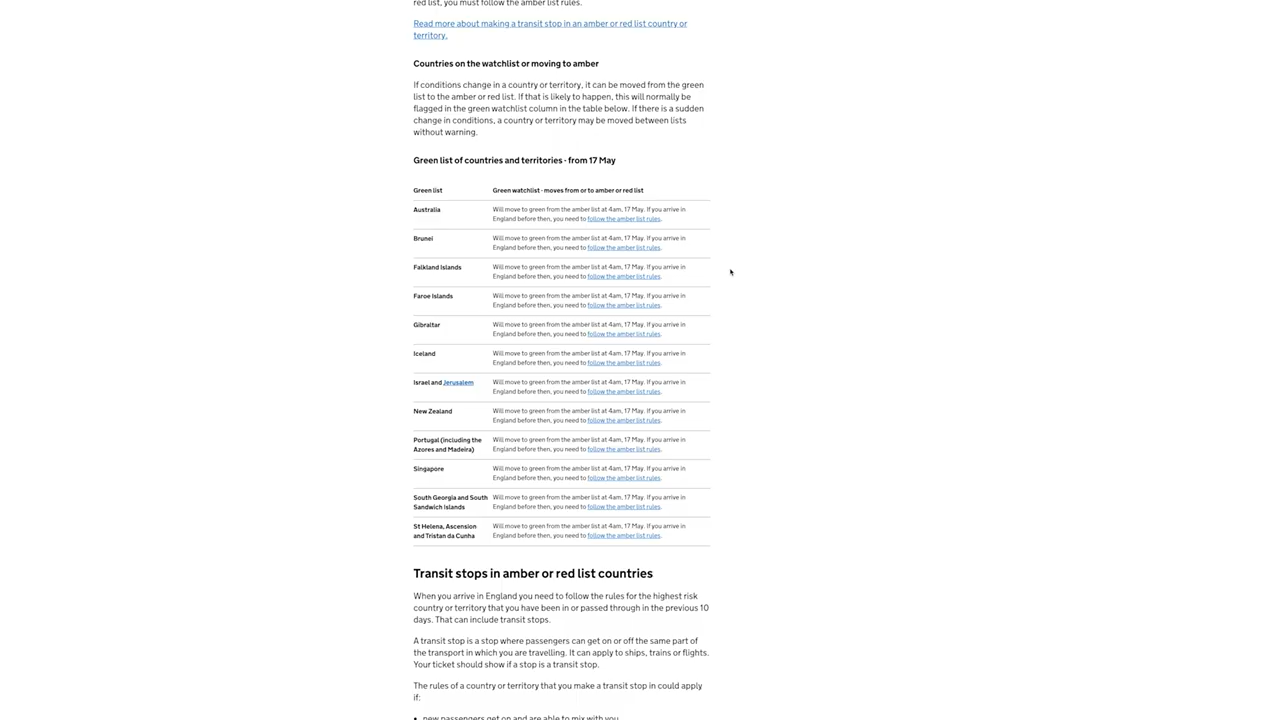 red list, you must follow the amber list rules.
Read more about making a transit stop in an amber or red list country or
territory.
Countries on the watchlist or moving to amber
If conditions change in a country or territory, it can be moved from the green
list to the amber or red list. If that is likely to happen, this will normally be
flagged in the green watchlist column in the table below. If there is a sudden
change in conditions, a country or territory may be moved between lists
without warning.
Green list of countries and territories - from 17 May
Green list Green watchlist - moves from or to amber or red list
Australia Will move to green from the amber list at 4am, 17 May. If you arrive in
England before then, you need to follow the amber list rules.
Brunei Will move to green from the amber list at 4am, 17 May. If you arrive in
England before then, you need to follow the amber list rules.
Falkland Islands Will move to green from the amber list at 4am, 17 May. If you arrive in
England before then, you need to follow the amber list rules.
Faroe Islands Will move to green from the amber list at 4am, 17 May. If you arrive in
England before then, you need to follow the amber list rules.
Gibraltar Will move to green from the amber list at 4am, 17 May. If you arrive in
England before then, you need to follow the amber list rules.
Iceland Will move to green from the amber list at 4am, 17 May. If you arrive in
England before then, you need to follow the amber list rules.
Israel and Jerusalem Will move to green from the amber list at 4am, 17 May. If you arrive in
England before then, you need to follow the amber list rules.
New Zealand Will move to green from the amber list at 4am, 17 May. If you arrive in
England before then, you need to follow the amber list rules.
Portugal (including the Will move to green from the amber list at 4am, 17 May. If you arrive in
Azores and Madeira) England before then, you need to follow the amber list rules.
Singapore Will move to green from the amber list at 4am, 17 May. If you arrive in
England before then, you need to follow the amber list rules.
South Georgia and South Will move to green from the amber list at 4am, 17 May. If you arrive in
Sandwich Islands England before then, you need to follow the amber list rules.
St Helena, Ascension Will move to green from the amber list at 4am, 17 May. If you arrive in
and Tristan da Cunha England before then, you need to follow the amber list rules.
Transit stops in amber or red list countries
When you arrive in England you need to follow the rules for the highest risk
country or territory that you have been in or passed through in the previous 10
days. That can include transit stops.
A transit stop is a stop where passengers can get on or off the same part of
the transport in which you are travelling. It can apply to ships, trains or flights.
Your ticket should show if a stop is a transit stop.
The rules of a country or territory that you make a transit stop in could apply
if:
• new passengers get on and are able to mix with you